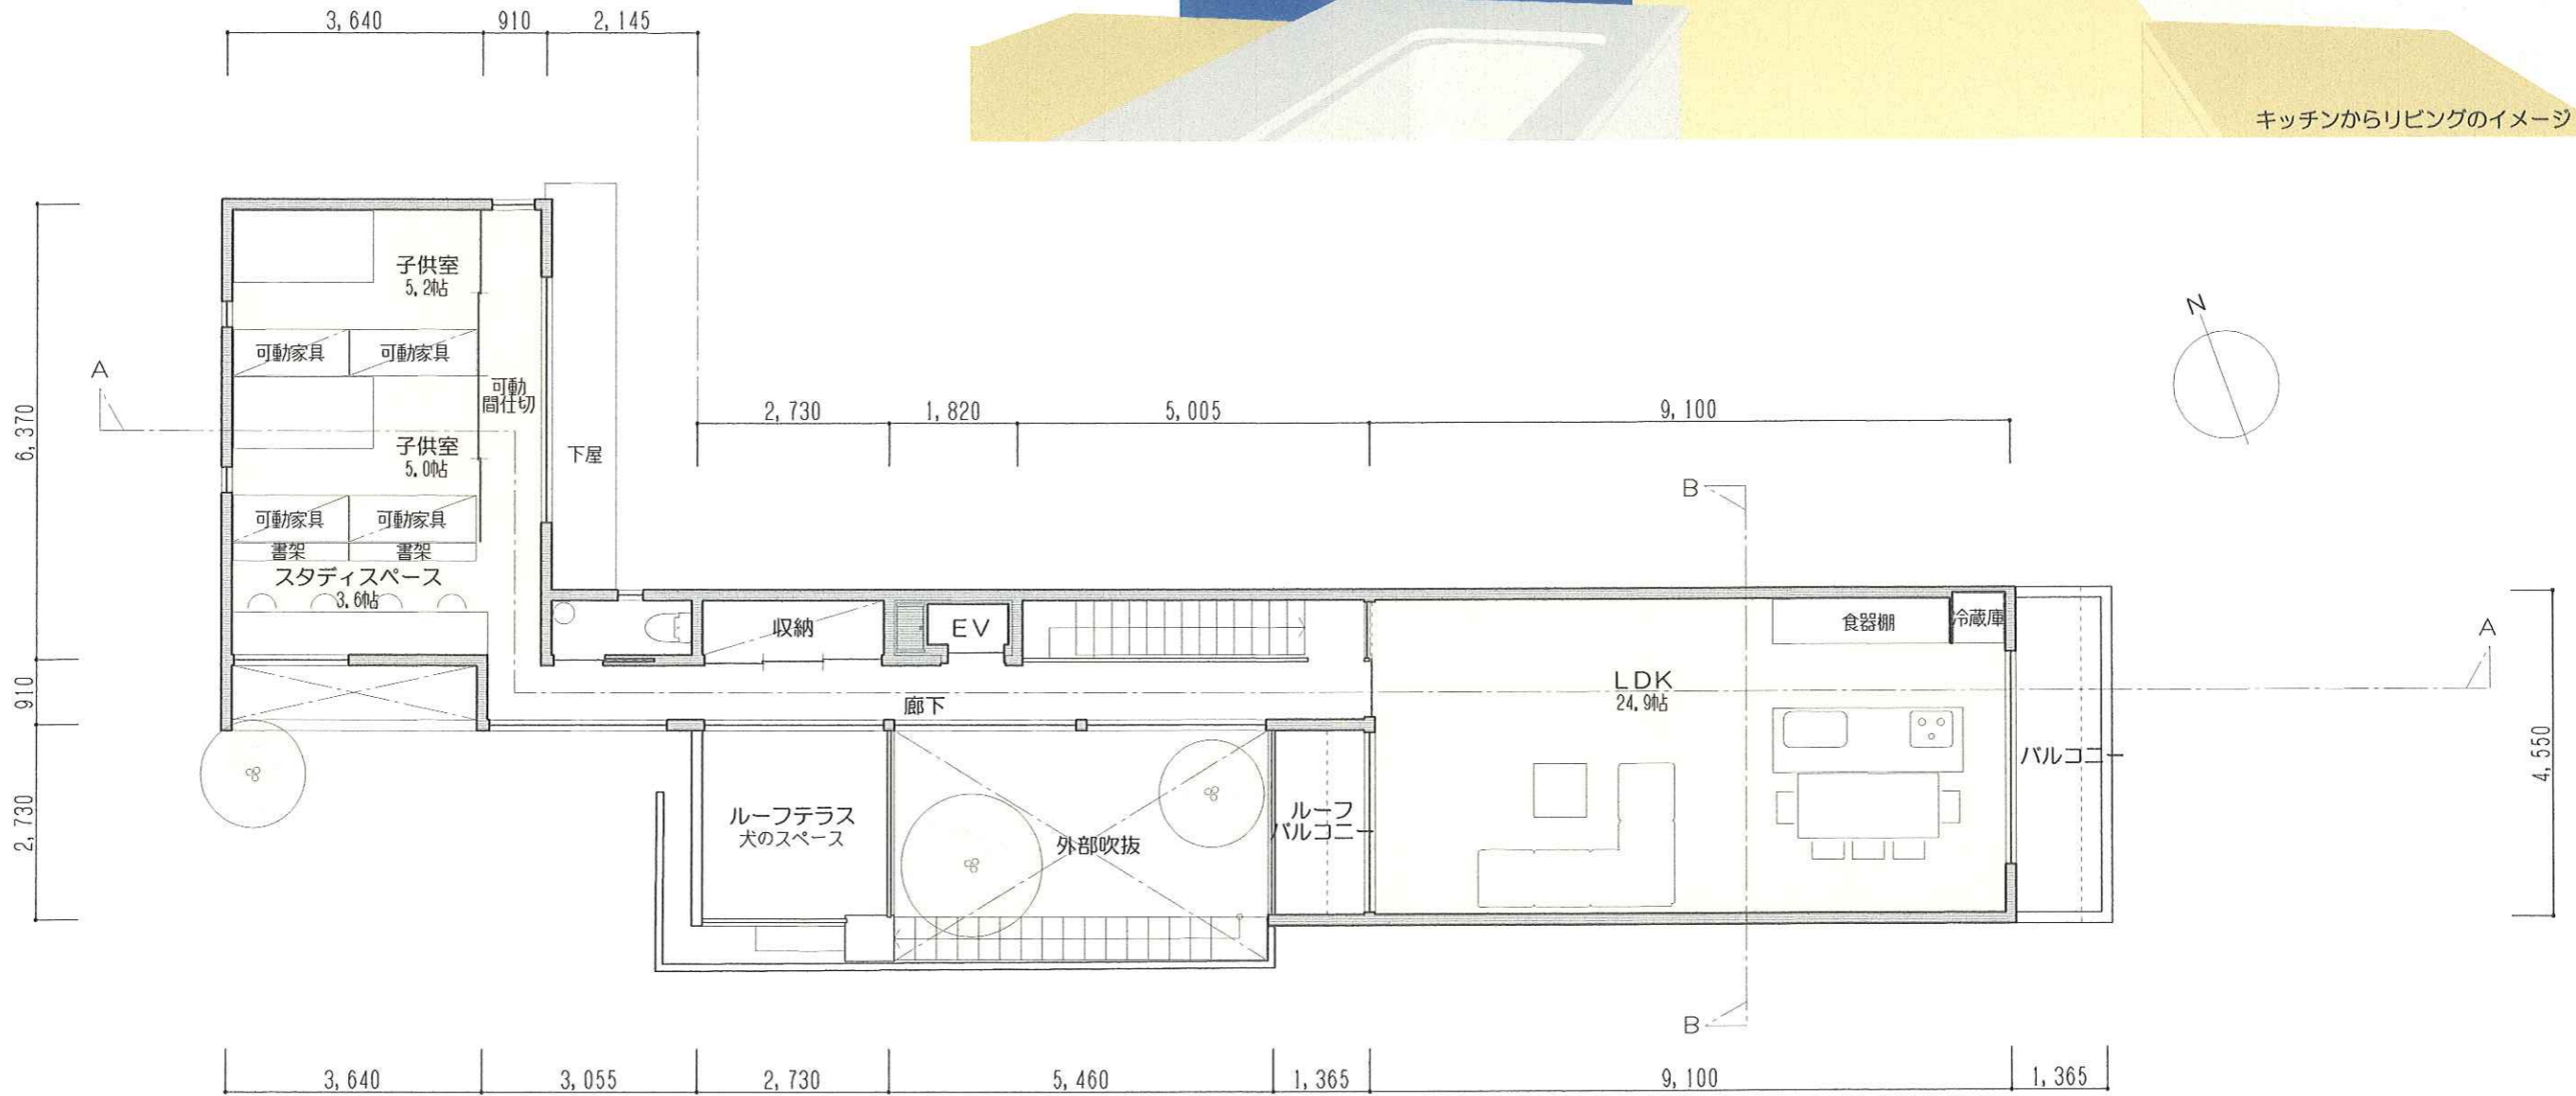 3,640
910
2,145
キッチンからリビングのイメージ
N
子供室
5.2帖
可動家具
可動家具
A
可動
間仕切
2,730
1,820
5,005
9,100
6,370
子供室
5.0帖
下屋
B
可動家具
可動家具
書架
書架
スタディスペース
3.6帖
収納
EV
食器棚
冷蔵庫
A
LDK
24.9帖
910
廊下
バルコニー
4,550
2,730
ルーフテラス
犬のスペース
外部吹抜
ルーフ
バルコニー
B
3,640
3,055
2,730
5,460
1,365
9,100
1,365